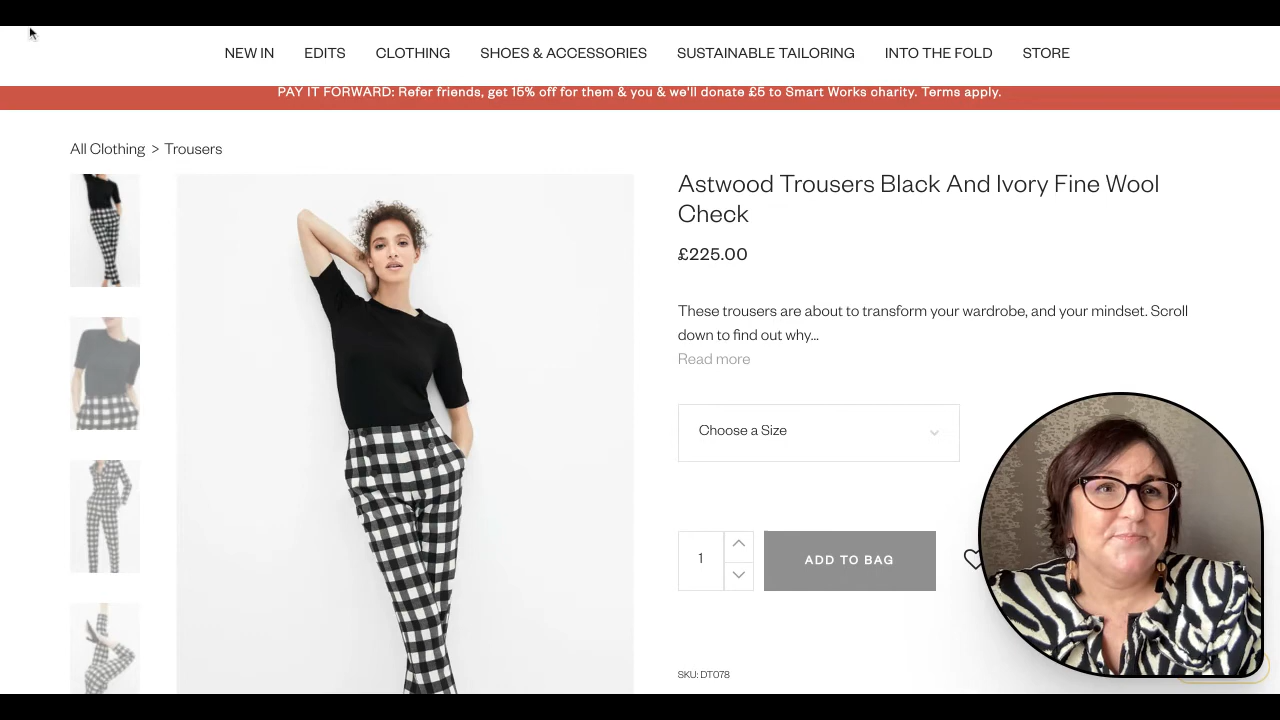 NEW IN EDITS CLOTHING SHOES & ACCESSORIES SUSTAINABLE TAILORING INTO THE FOLD STORE
PAY IT FORWARD: Refer friends, get 15% off for them & you & we'll donate £5 to Smart Works charity. Terms apply.
All Clothing > Trousers
Astwood Trousers Black And Ivory Fine Wool
Check
£225.00
These trousers are about to transform your wardrobe, and your mindset. Scroll
down to find out why...
Read more
Choose a Size
1
ADD TO BAG
SKU: DT078